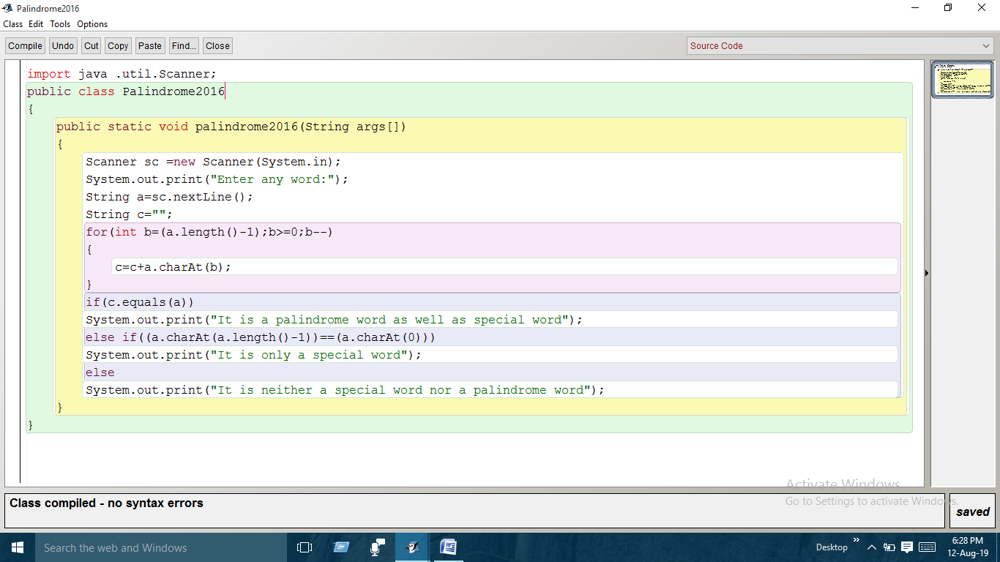 Palindrome2016
Class Edit Tools Options
Compile Undo Cut Copy Paste Find... Close Source Code
import java .util.Scanner;
public class Palindrome2016
{
public static void palindrome2016(String args[])
{
Scanner sc =new Scanner(System.in);
System.out.print("Enter any word:");
String a=sc.nextLine();
String c="";
for(int b=(a.length()-1);b>=0;b--)
{
c=c+a.charAt(b);
}
if(c.equals(a))
System.out.print("It is a palindrome word as well as special word");
else if((a.charAt(a.length()-1))==(a.charAt(0)))
System.out.print("It is only a special word");
else
System.out.print("It is neither a special word nor a palindrome word");
}
}
Activate Windows
Go to Settings to activate Windows.
Class compiled - no syntax errors
saved
Search the web and Windows
Desktop
6:28 PM
12-Aug-19